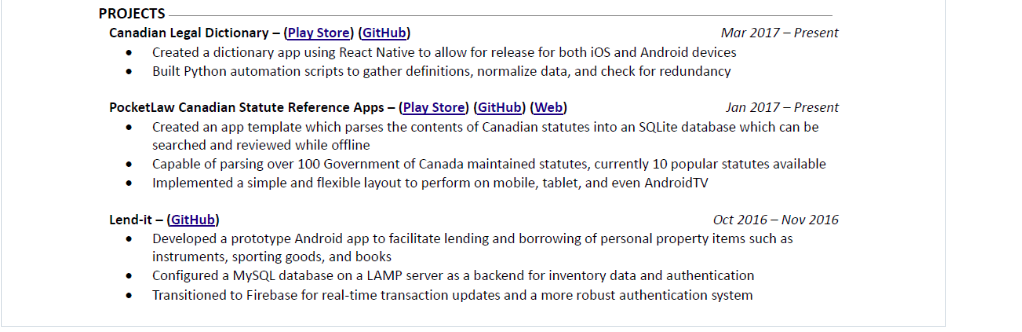 PROJECTS
Canadian Legal Dictionary – (Play Store) (GitHub) Mar 2017 – Present
• Created a dictionary app using React Native to allow for release for both iOS and Android devices
• Built Python automation scripts to gather definitions, normalize data, and check for redundancy
PocketLaw Canadian Statute Reference Apps – (Play Store) (GitHub) (Web) Jan 2017 – Present
• Created an app template which parses the contents of Canadian statutes into an SQLite database which can be
searched and reviewed while offline
• Capable of parsing over 100 Government of Canada maintained statutes, currently 10 popular statutes available
• Implemented a simple and flexible layout to perform on mobile, tablet, and even AndroidTV
Lend-it – (GitHub) Oct 2016 – Nov 2016
• Developed a prototype Android app to facilitate lending and borrowing of personal property items such as
instruments, sporting goods, and books
• Configured a MySQL database on a LAMP server as a backend for inventory data and authentication
• Transitioned to Firebase for real-time transaction updates and a more robust authentication system